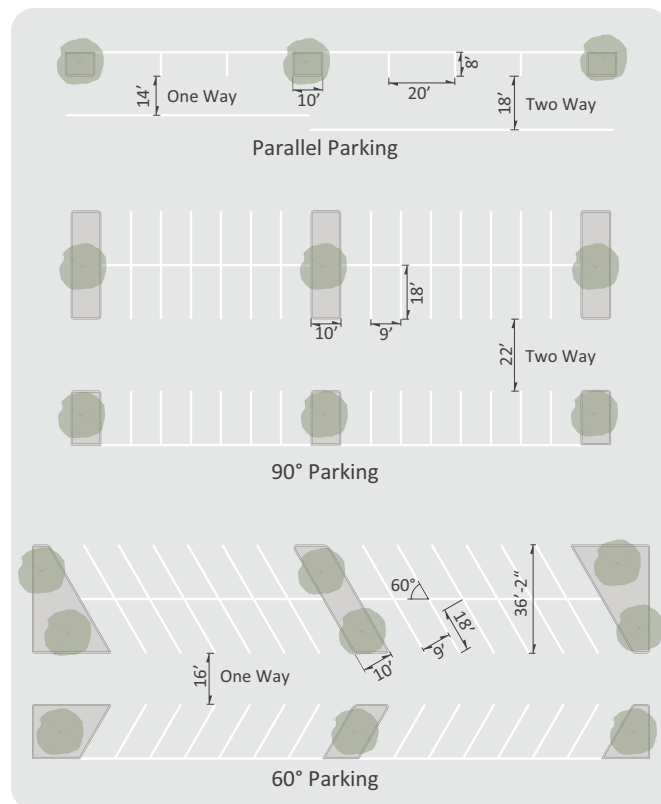 8'
14'
One Way
10'
20'
18'
Two Way
Parallel Parking
18'
10'
9'
22'
Two Way
90° Parking
60°
36'-2"
18'
9'
10'
16'
One Way
60° Parking